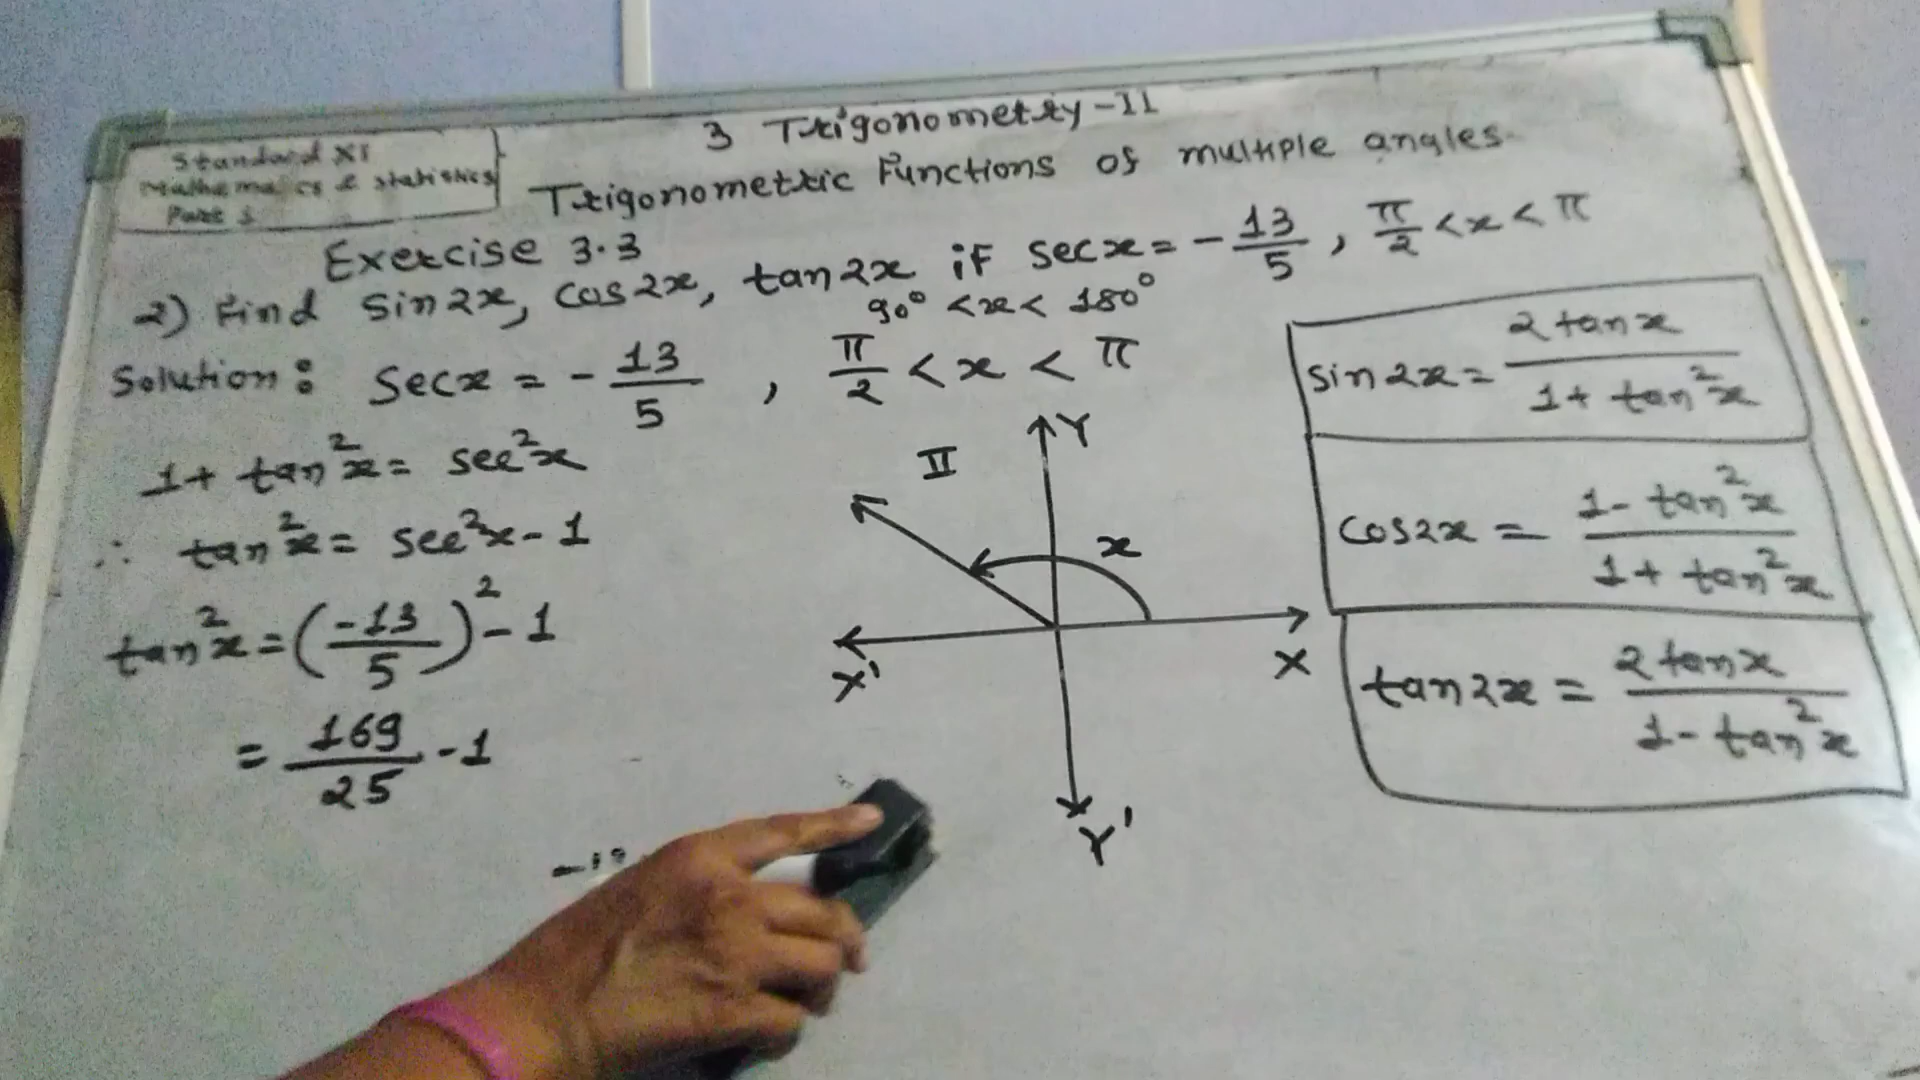 Standard XI
Mathematics & statistics
Part 1
3 Trigonometry-II
Trigonometric Functions of multiple angles.
Exercise 3.3
2) Find sin2x, cos2x, tan2x if secx = -13/5, π/2 < x < π
90° < x < 180°
Solution: secx = -13/5, π/2 < x < π
1 + tan²x = sec²x
∴ tan²x = sec²x - 1
tan²x = (-13/5)² - 1
= 169/25 - 1
II
Y
x
X'
X
Y'
sin2x = 2tanx / 1 + tan²x
cos2x = 1 - tan²x / 1 + tan²x
tan2x = 2tanx / 1 - tan²x